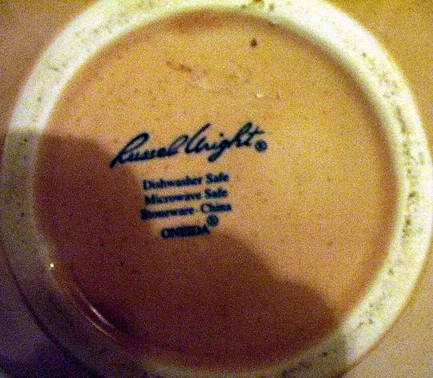 Russel Wright®
Dishwasher Safe
Microwave Safe
Stoneware- China
ONEIDA®